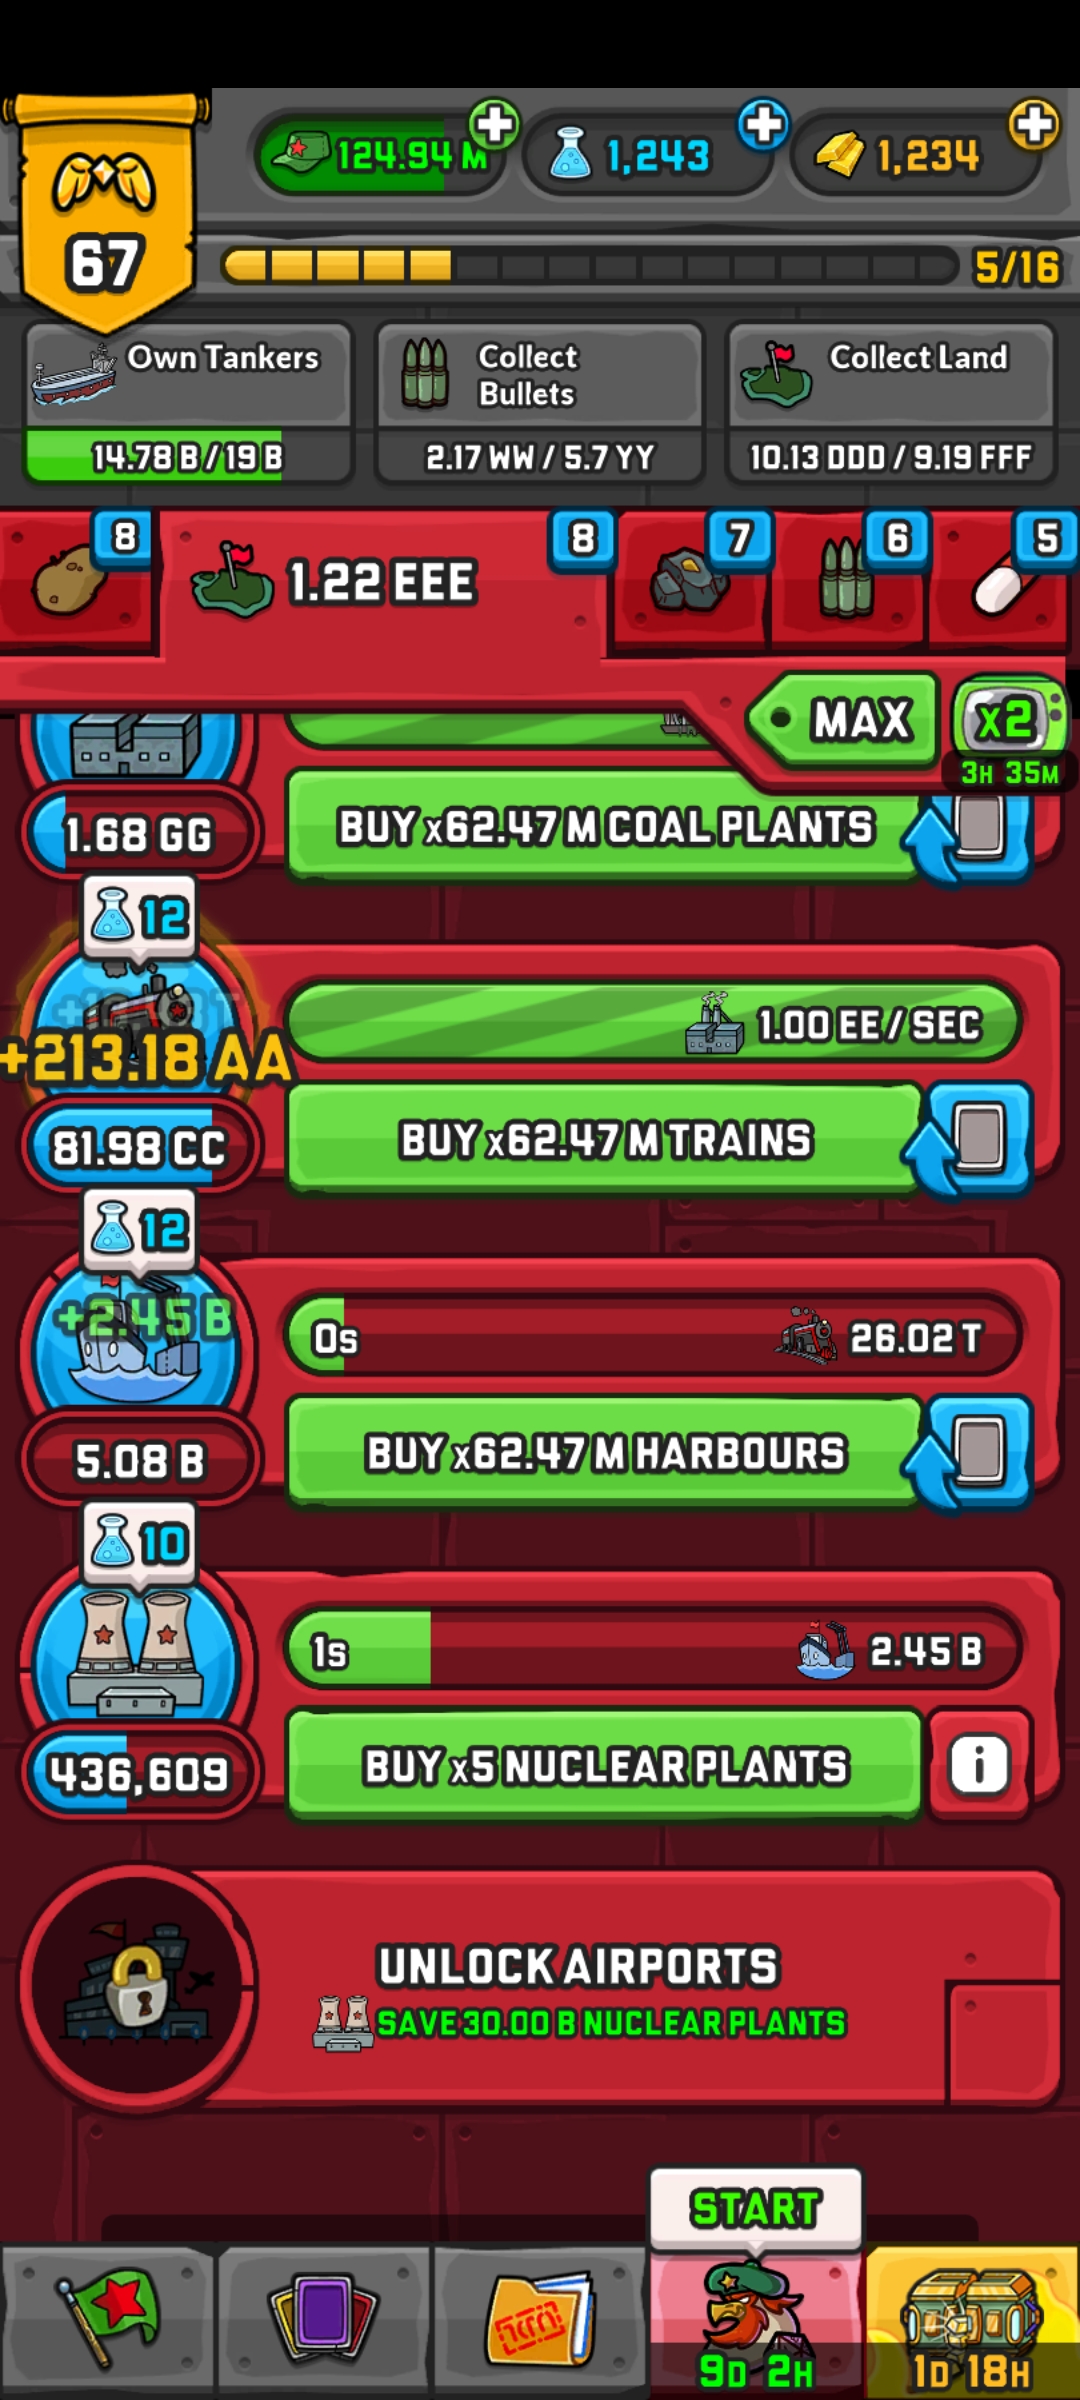 124.94 M
1,243
1,234
67
5/16
Own Tankers
14.78 B / 19 B
Collect
Bullets
2.17 WW / 5.7 YY
Collect Land
10.13 DDD / 9.19 FFF
8
1.22 EEE
8
7
6
5
MAX
x2
3H 35M
1.68 GG
BUY x62.47 M COAL PLANTS
12
+213.18 AA
1.00 EE / SEC
81.98 CC
BUY x62.47 M TRAINS
12
+2.45 B
0s
26.02 T
5.08 B
BUY x62.47 M HARBOURS
10
1s
2.45 B
436,609
BUY x5 NUCLEAR PLANTS
i
UNLOCK AIRPORTS
SAVE 30.00 B NUCLEAR PLANTS
START
9D 2H
1D 18H